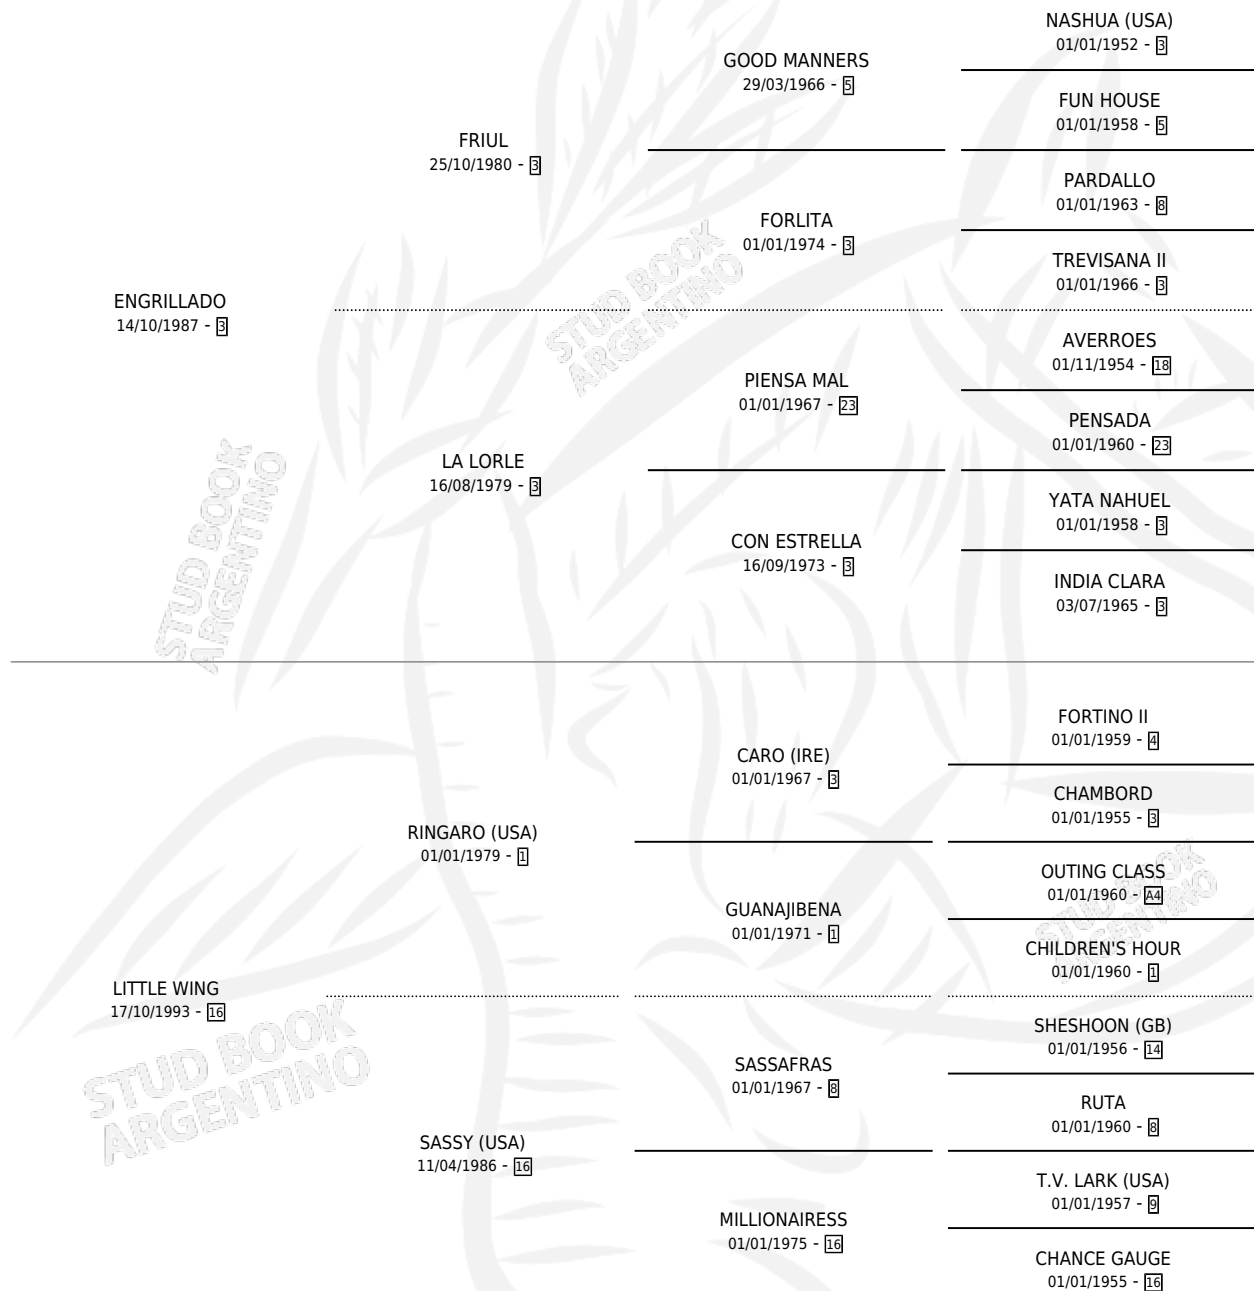 NASHUA (USA)
01/01/1952 - 3
GOOD MANNERS
29/03/1966 - 5
FUN HOUSE
01/01/1958 - 5
FRIUL
25/10/1980 - 3
PARDALLO
01/01/1963 - 8
FORLITA
01/01/1974 - 3
TREVISANA II
01/01/1966 - 3
ENGRILLADO
14/10/1987 - 3
STUD BOOK
ARGENTINO
AVERROES
01/11/1954 - 18
PIENSA MAL
01/01/1967 - 23
PENSADA
01/01/1960 - 23
LA LORLE
16/08/1979 - 3
YATA NAHUEL
01/01/1958 - 3
CON ESTRELLA
16/09/1973 - 3
INDIA CLARA
03/07/1965 - 3
STUD BOOK
ARGENTINO
FORTINO II
01/01/1959 - 4
CARO (IRE)
01/01/1967 - 3
CHAMBORD
01/01/1955 - 3
RINGARO (USA)
01/01/1979 - 1
OUTING CLASS
01/01/1960 - A4
GUANAJIBENA
01/01/1971 - 1
CHILDREN'S HOUR
01/01/1960 - 1
STUD BOOK
ARGENTINO
LITTLE WING
17/10/1993 - 16
SHESHOON (GB)
01/01/1956 - 14
SASSAFRAS
01/01/1967 - 8
RUTA
01/01/1960 - 8
STUD BOOK
ARGENTINO
SASSY (USA)
11/04/1986 - 16
T.V. LARK (USA)
01/01/1957 - 9
MILLIONAIRESS
01/01/1975 - 16
CHANCE GAUGE
01/01/1955 - 16